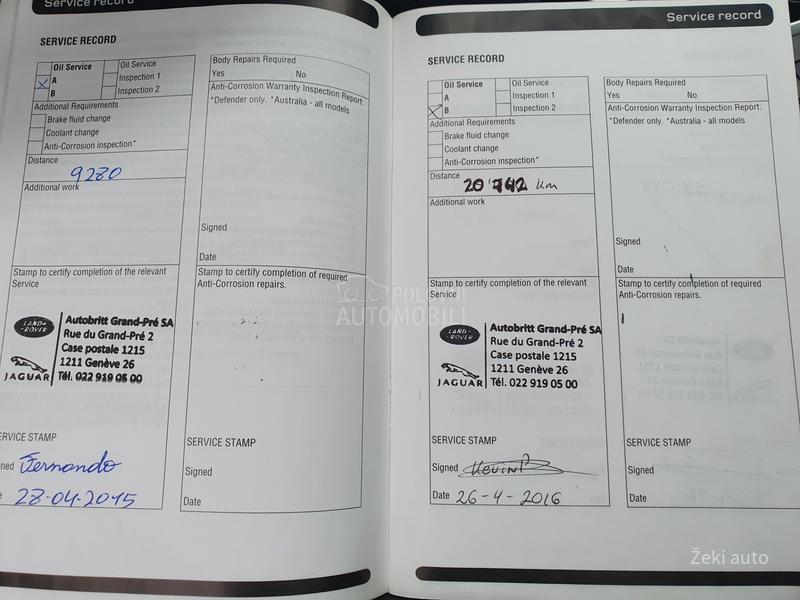 Service record
SERVICE RECORD
Oil Service
A
B
Oil Service
Inspection 1
Inspection 2
Additional Requirements
Brake fluid change
Coolant change
Anti-Corrosion inspection*
Distance
9280
Additional work
Stamp to certify completion of the relevant
Service
LAND-
ROVER
JAGUAR
Autobritt Grand-Pré SA
Rue du Grand-Pré 2
Case postale 1215
1211 Genève 26
Tél. 022 919 05 00
SERVICE STAMP
Signed Fernando
28-04-2015
Body Repairs Required
Yes No
Anti-Corrosion Warranty Inspection Report:
*Defender only. *Australia - all models
Signed
Date
Stamp to certify completion of required
Anti-Corrosion repairs.
SERVICE STAMP
Signed
Date
POLOVNI
AUTOMOBILI
Service record
SERVICE RECORD
Oil Service
A
B
Oil Service
Inspection 1
Inspection 2
Additional Requirements
Brake fluid change
Coolant change
Anti-Corrosion inspection*
Distance
20'742 km
Additional work
Stamp to certify completion of the relevant
Service
LAND-
ROVER
JAGUAR
Autobritt Grand-Pré SA
Rue du Grand-Pré 2
Case postale 1215
1211 Genève 26
Tél. 022 919 05 00
SERVICE STAMP
Signed Kevin B
Date 26-4-2016
Body Repairs Required
Yes No
Anti-Corrosion Warranty Inspection Report:
*Defender only. *Australia - all models
Signed
Date
Stamp to certify completion of required
Anti-Corrosion repairs.
SERVICE STAMP
Signed
Date
Žeki auto